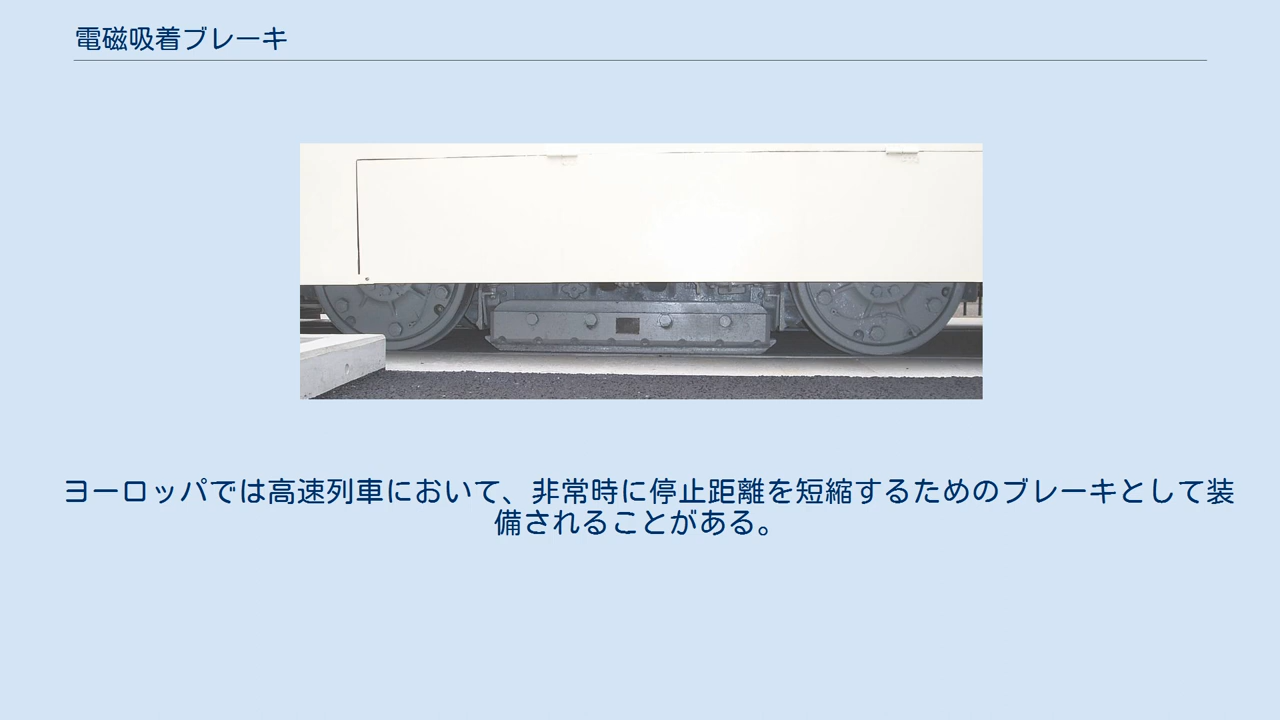 電磁吸着ブレーキ
ヨーロッパでは高速列車において、非常時に停止距離を短縮するためのブレーキとして装
備されることがある。